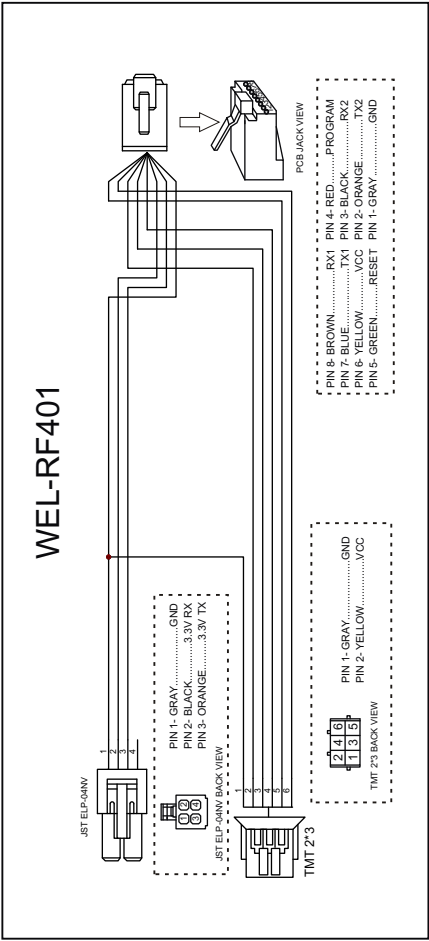 WEL-RF401
JST ELP-04NV
1
2
3
4
PIN 1- GRAY..............GND
PIN 2- BLACK.......3.3V RX
PIN 3- ORANGE.....3.3V TX
1 2
3 4
JST ELP-04NV BACK VIEW
TMT 2*3
1
2
3
4
5
6
2 4 6
1 3 5
PIN 1- GRAY................GND
PIN 2- YELLOW............VCC
TMT 2*3 BACK VIEW
PCB JACK VIEW
PIN 8- BROWN.........RX1 PIN 4- RED......PROGRAM
PIN 7- BLUE............TX1 PIN 3- BLACK...........RX2
PIN 6- YELLOW.......VCC PIN 2- ORANGE........TX2
PIN 5- GREEN......RESET PIN 1- GRAY.............GND